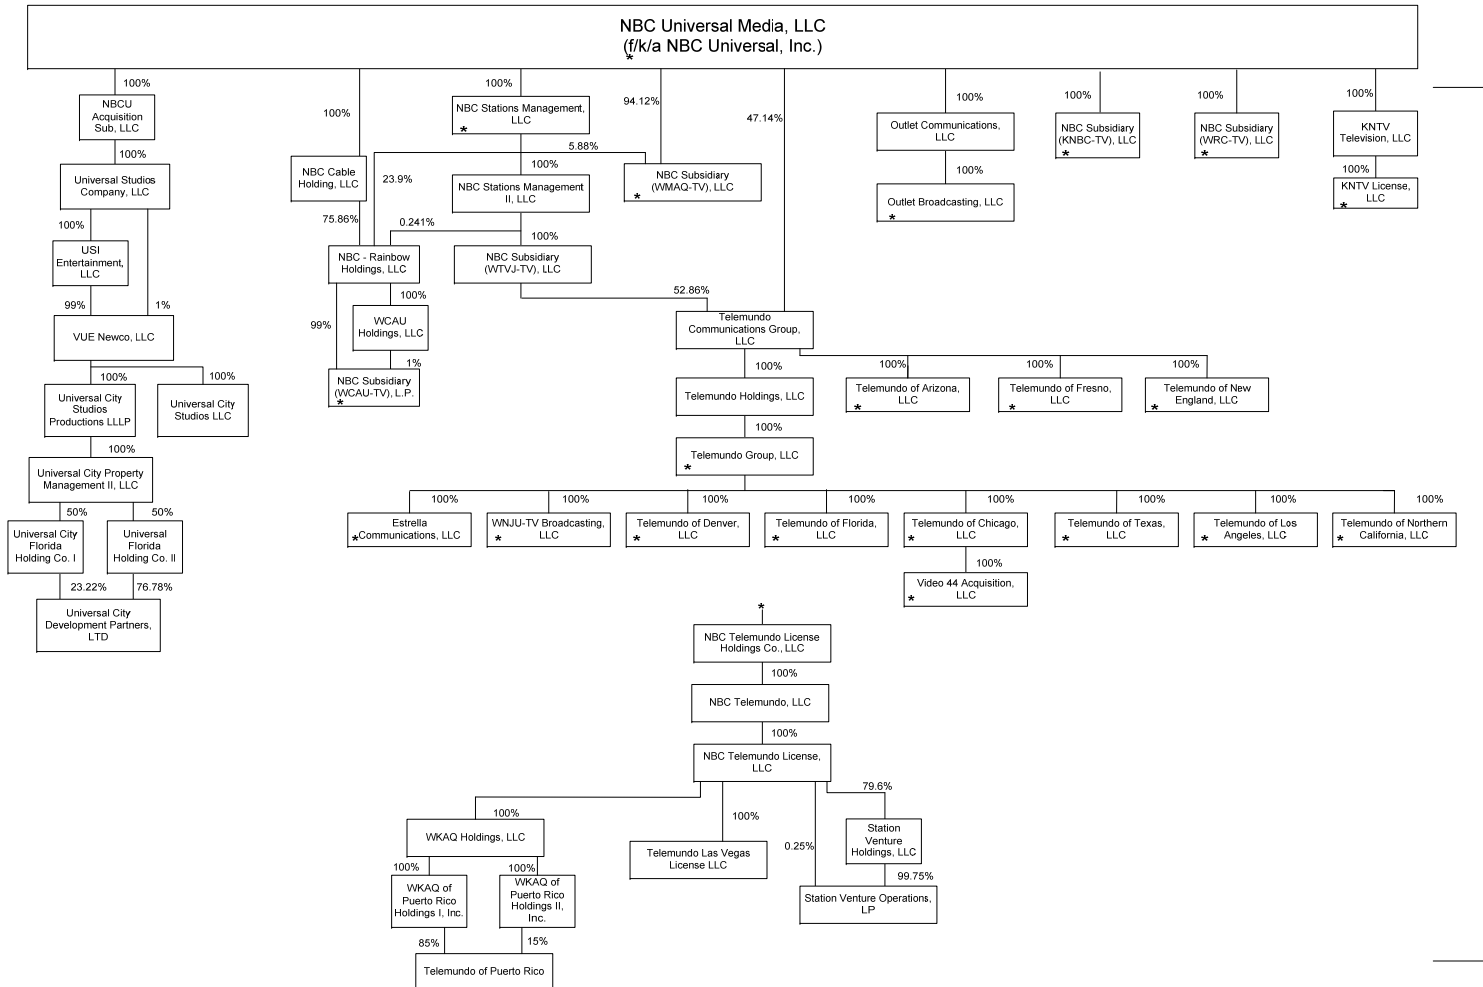 NBC Universal Media, LLC
(f/k/a NBC Universal, Inc.)
*
100%
100%
100%
94.12%
47.14%
100%
100%
100%
100%
NBCU
Acquisition
Sub, LLC
NBC Stations Management,
LLC
*
Outlet Communications,
LLC
NBC Subsidiary
(KNBC-TV), LLC
*
NBC Subsidiary
(WRC-TV), LLC
*
KNTV
Television, LLC
100%
5.88%
100%
100%
100%
Universal Studios
Company, LLC
NBC Cable
Holding, LLC
23.9%
NBC Stations Management
II, LLC
NBC Subsidiary
(WMAQ-TV), LLC
*
Outlet Broadcasting, LLC
*
KNTV License,
LLC
*
100%
75.86%
0.241%
100%
USI
Entertainment,
LLC
NBC - Rainbow
Holdings, LLC
NBC Subsidiary
(WTVJ-TV), LLC
99%
1%
100%
52.86%
VUE Newco, LLC
99%
WCAU
Holdings, LLC
Telemundo
Communications Group,
LLC
1%
100%
100%
100%
100%
100%
100%
Universal City
Studios
Productions LLLP
Universal City
Studios LLC
NBC Subsidiary
(WCAU-TV), L.P.
*
Telemundo Holdings, LLC
Telemundo of Arizona,
LLC
*
Telemundo of Fresno,
LLC
*
Telemundo of New
England, LLC
*
100%
100%
Universal City Property
Management II, LLC
Telemundo Group, LLC
*
50%
50%
100%
100%
100%
100%
100%
100%
100%
100%
Universal City
Florida
Holding Co. I
Universal
Florida
Holding Co. II
Estrella
*Communications, LLC
WNJU-TV Broadcasting,
LLC
*
Telemundo of Denver,
LLC
*
Telemundo of Florida,
LLC
*
Telemundo of Chicago,
LLC
*
Telemundo of Texas,
LLC
*
Telemundo of Los
Angeles, LLC
*
Telemundo of Northern
California, LLC
*
23.22%
76.78%
100%
Universal City
Development Partners,
LTD
Video 44 Acquisition,
LLC
*
*
NBC Telemundo License
Holdings Co., LLC
100%
NBC Telemundo, LLC
100%
NBC Telemundo License,
LLC
100%
100%
0.25%
79.6%
WKAQ Holdings, LLC
Telemundo Las Vegas
License LLC
Station
Venture
Holdings, LLC
100%
100%
99.75%
WKAQ of
Puerto Rico
Holdings I, Inc.
WKAQ of
Puerto Rico
Holdings II,
Inc.
Station Venture Operations,
LP
85%
15%
Telemundo of Puerto Rico